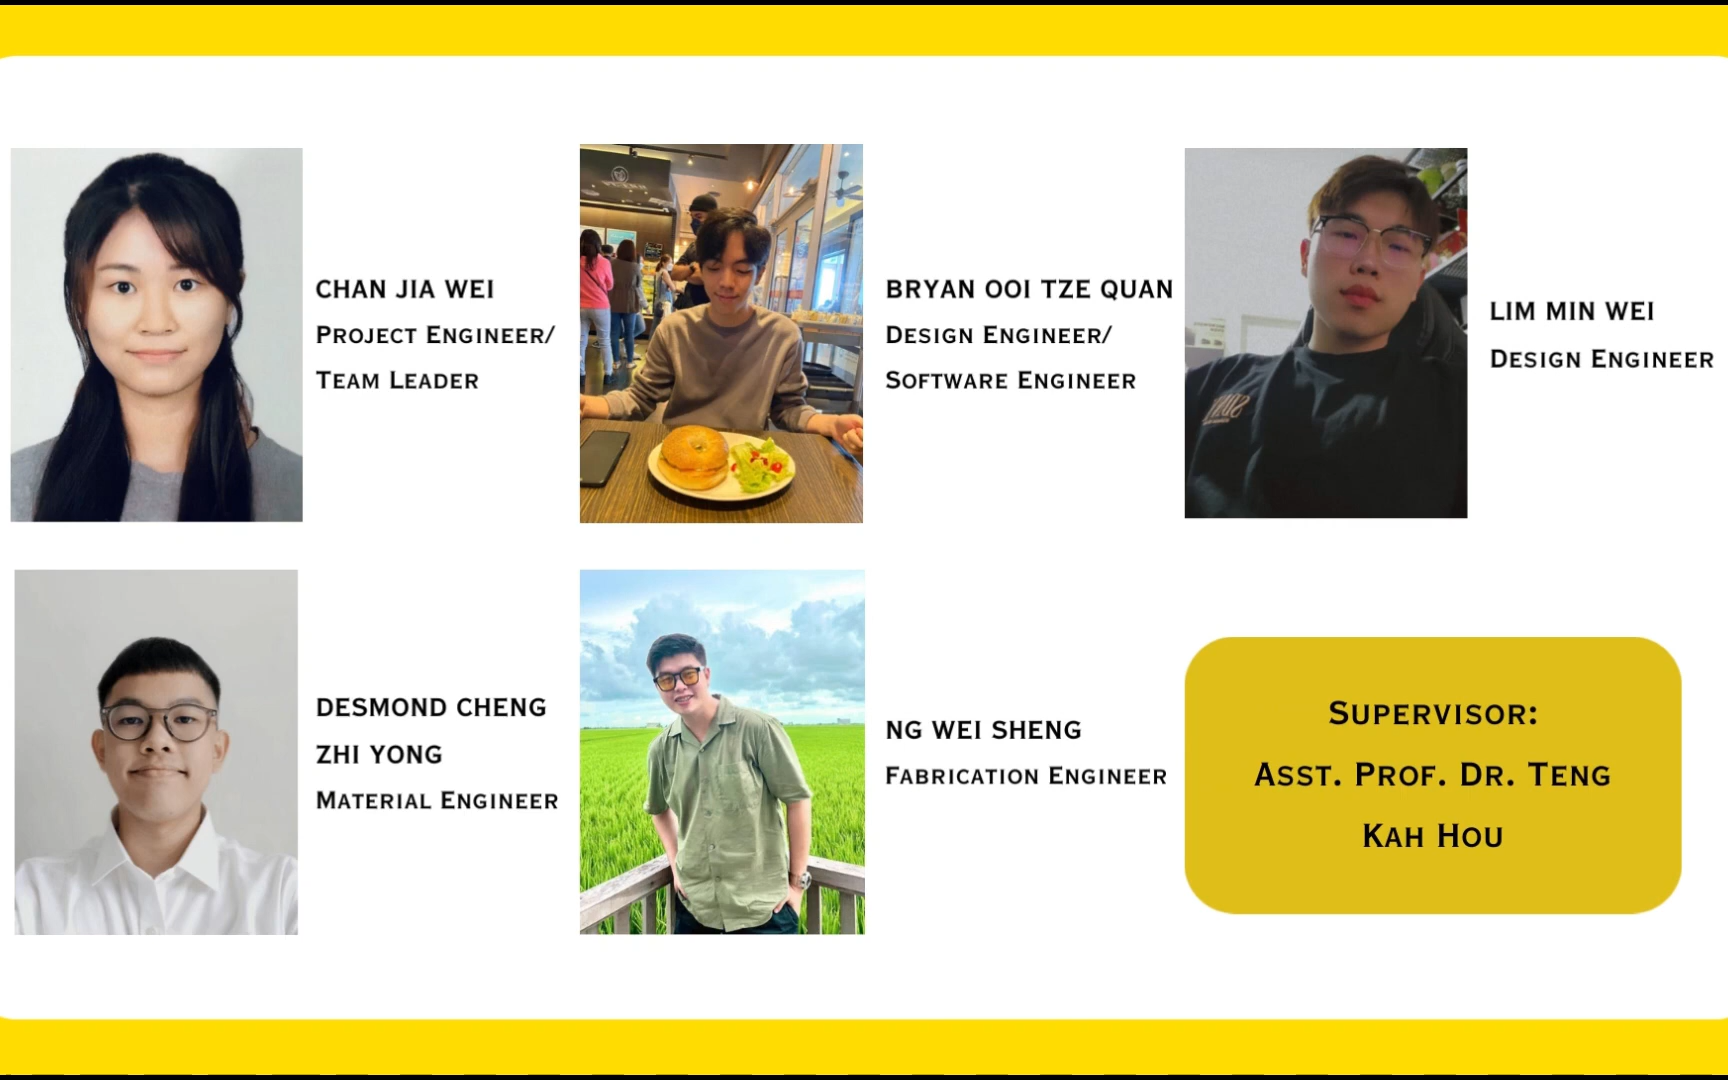 CHAN JIA WEI
PROJECT ENGINEER/
TEAM LEADER
BRYAN OOI TZE QUAN
DESIGN ENGINEER/
SOFTWARE ENGINEER
LIM MIN WEI
DESIGN ENGINEER
DESMOND CHENG
ZHI YONG
MATERIAL ENGINEER
NG WEI SHENG
FABRICATION ENGINEER
SUPERVISOR:
ASST. PROF. DR. TENG
KAH HOU